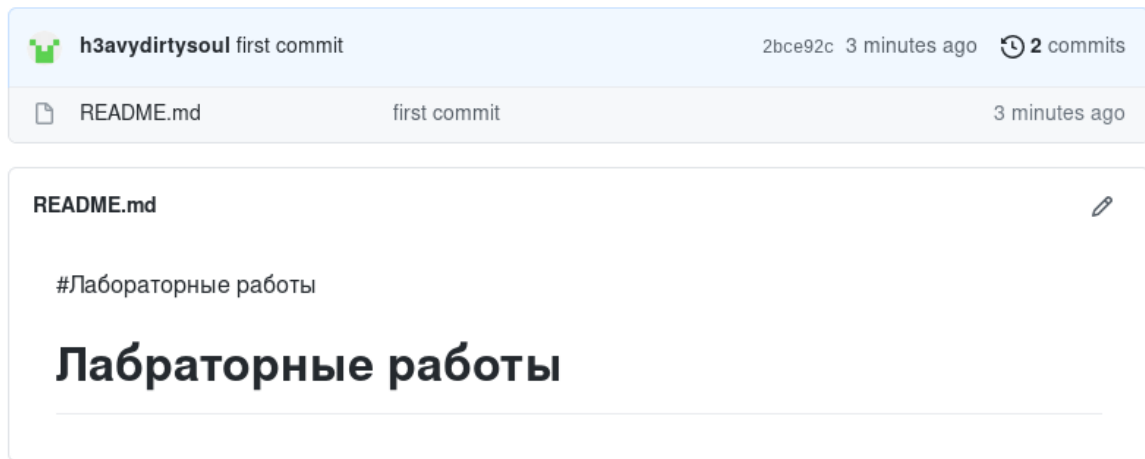 h3avydirtysoul first commit 2bce92c 3 minutes ago 2 commits
README.md first commit 3 minutes ago
README.md
#Лабораторные работы
Лабраторные работы